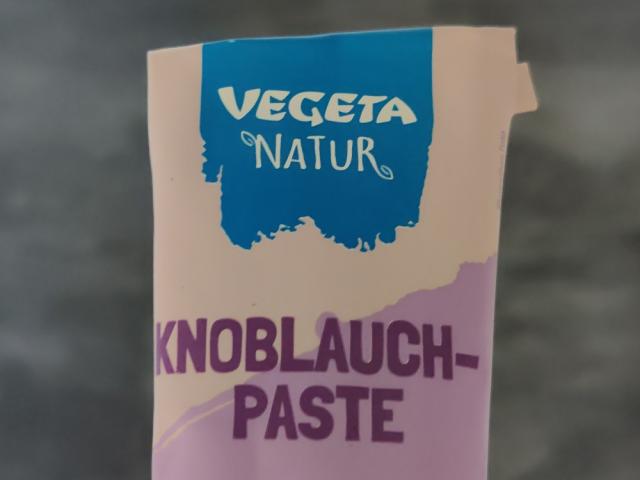 VEGETA
NATUR
KNOBLAUCH-
PASTE